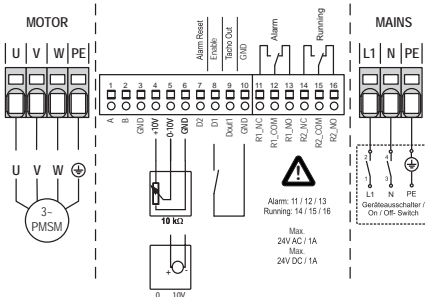 MOTOR
U V W PE
U V W
3~
PMSM
Alarm Reset
Enable
Tacho Out
GND
Alarm
Running
1 2 3 4 5 6 7 8 9 10 11 12 13 14 15 16
A
B
GND
+10V
0-10V
GND
D2
D1
Dout1
GND
R1_NC
R1_COM
R1_NO
R2_NC
R2_COM
R2_NO
10 kΩ
+ -
0 10V
Alarm: 11 / 12 / 13
Running: 14 / 15 / 16
Max.
24V AC / 1A
Max.
24V DC / 1A
MAINS
L1 N PE
2 4
1 3
L1 N PE
Geräteausschalter /
On / Off- Switch